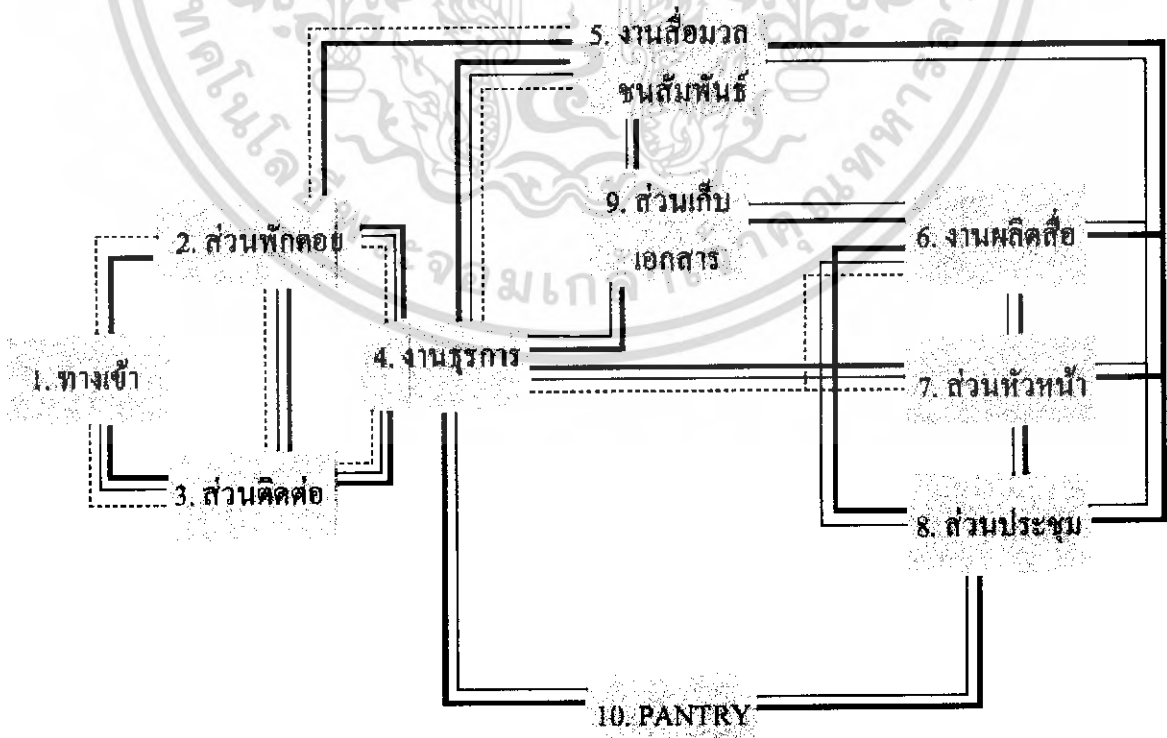 5. งานสื่อมวล
ชนสัมพันธ์
9. ส่วนเก็บ
เอกสาร
2. ส่วนพักคอย
6. งานผลิตสื่อ
4. งานธุรการ
1. ทางเข้า
7. ส่วนหัวหน้า
3. ส่วนติดต่อ
8. ส่วนประชุม
10. PANTRY